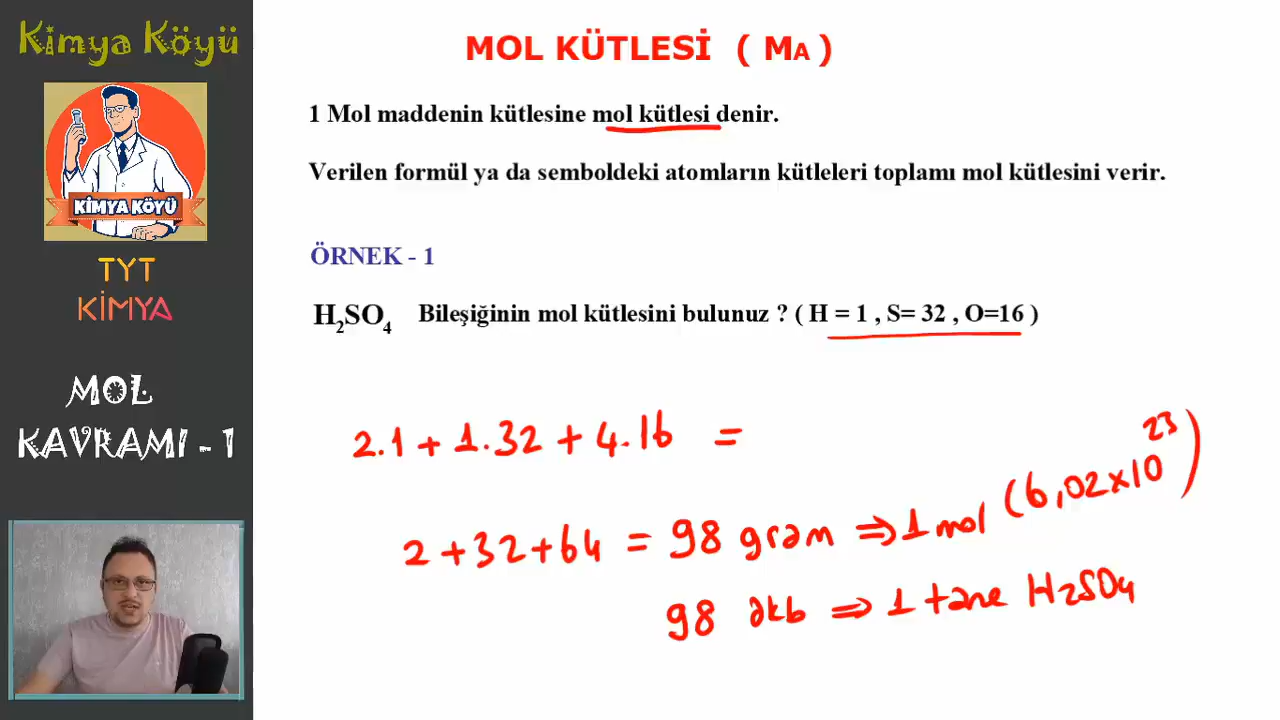 Kimya Köyü
KİMYA KÖYÜ
TYT
KİMYA
MOL
KAVRAMI - 1
MOL KÜTLESİ ( MA )
1 Mol maddenin kütlesine mol kütlesi denir.
Verilen formül ya da semboldeki atomların kütleleri toplamı mol kütlesini verir.
ÖRNEK - 1
H₂SO₄ Bileşiğinin mol kütlesini bulunuz ? ( H = 1 , S= 32 , O=16 )
2.1 + 1.32 + 4.16 =
2 + 32 + 64 = 98 gram ⇒ 1 mol (6,02x10²³)
98 akb ⇒ 1 tane H₂SO₄